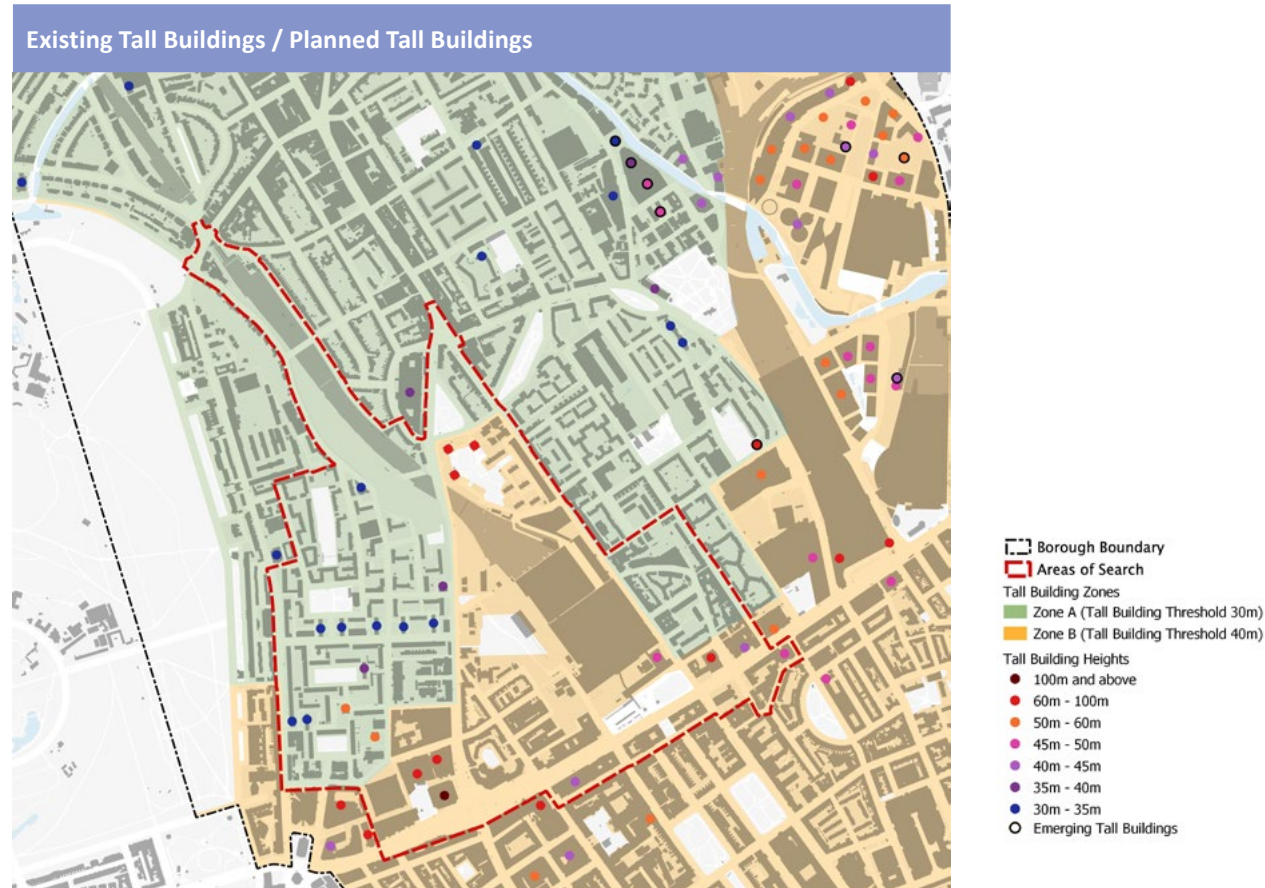 Existing Tall Buildings / Planned Tall Buildings
Borough Boundary
Areas of Search
Tall Building Zones
Zone A (Tall Building Threshold 30m)
Zone B (Tall Building Threshold 40m)
Tall Building Heights
100m and above
60m - 100m
50m - 60m
45m - 50m
40m - 45m
35m - 40m
30m - 35m
Emerging Tall Buildings